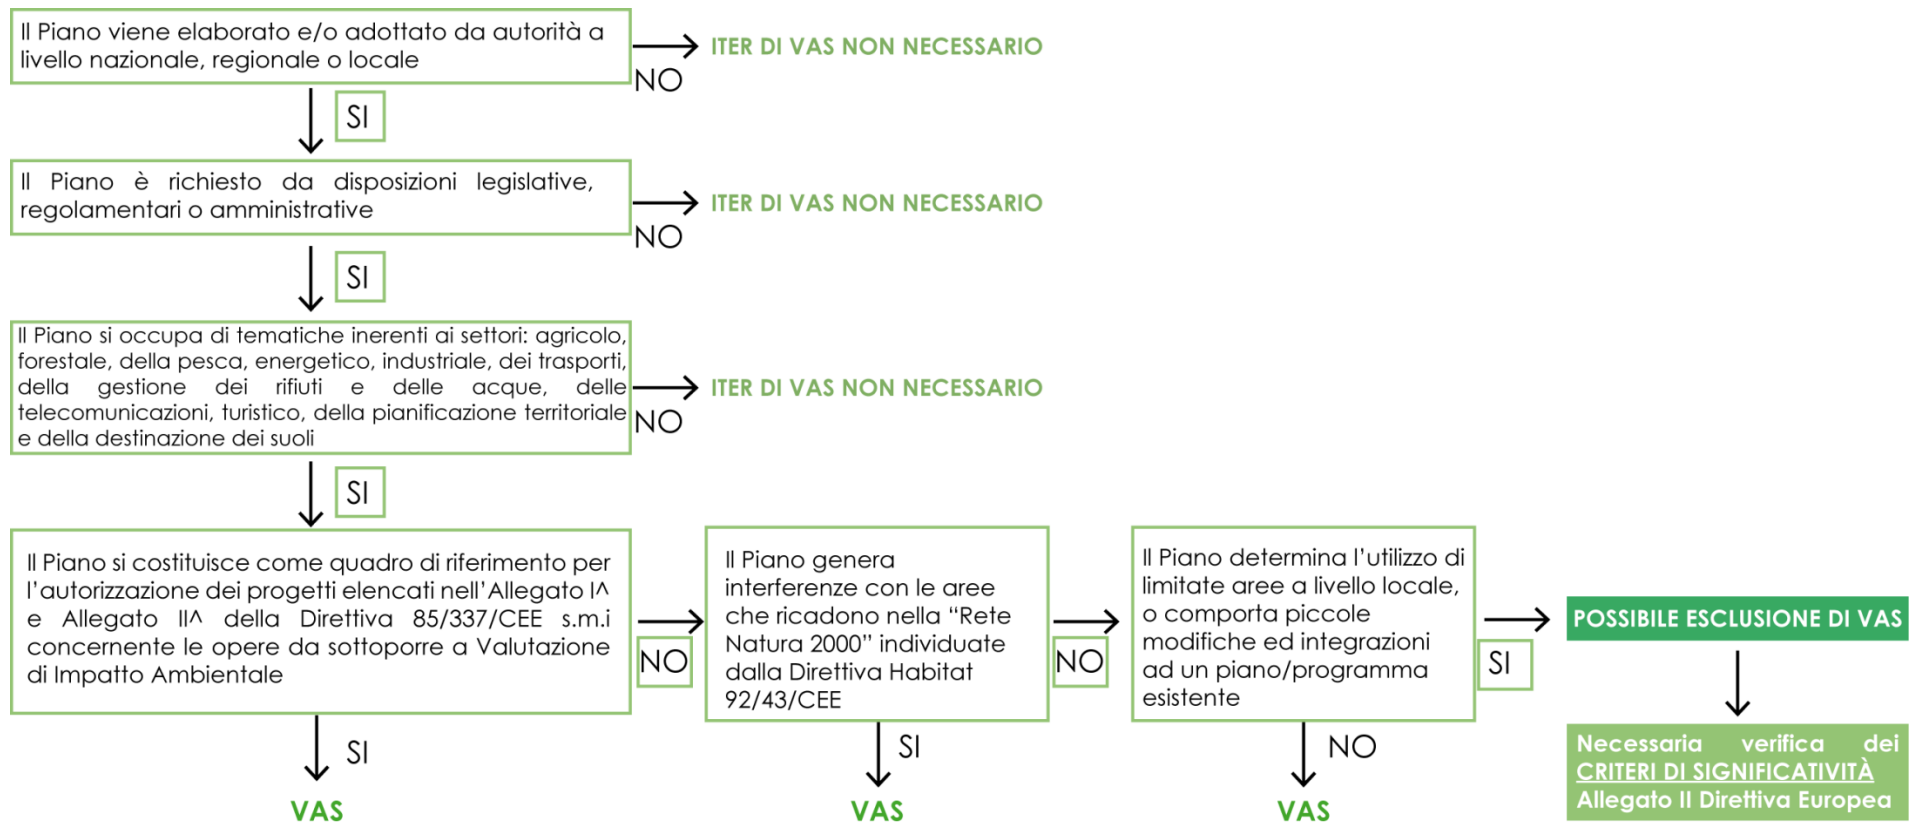 Il Piano viene elaborato e/o adottato da autorità a
livello nazionale, regionale o locale
NO
ITER DI VAS NON NECESSARIO
SI
Il Piano è richiesto da disposizioni legislative,
regolamentari o amministrative
NO
ITER DI VAS NON NECESSARIO
SI
Il Piano si occupa di tematiche inerenti ai settori: agricolo,
forestale, della pesca, energetico, industriale, dei trasporti,
della gestione dei rifiuti e delle acque, delle
telecomunicazioni, turistico, della pianificazione territoriale
e della destinazione dei suoli
NO
ITER DI VAS NON NECESSARIO
SI
Il Piano si costituisce come quadro di riferimento per
l'autorizzazione dei progetti elencati nell'Allegato I^
e Allegato II^ della Direttiva 85/337/CEE s.m.i
concernente le opere da sottoporre a Valutazione
di Impatto Ambientale
NO
SI
VAS
Il Piano genera
interferenze con le aree
che ricadono nella “Rete
Natura 2000” individuate
dalla Direttiva Habitat
92/43/CEE
NO
SI
VAS
Il Piano determina l'utilizzo di
limitate aree a livello locale,
o comporta piccole
modifiche ed integrazioni
ad un piano/programma
esistente
SI
NO
VAS
POSSIBILE ESCLUSIONE DI VAS
Necessaria verifica dei
CRITERI DI SIGNIFICATIVITÀ
Allegato II Direttiva Europea